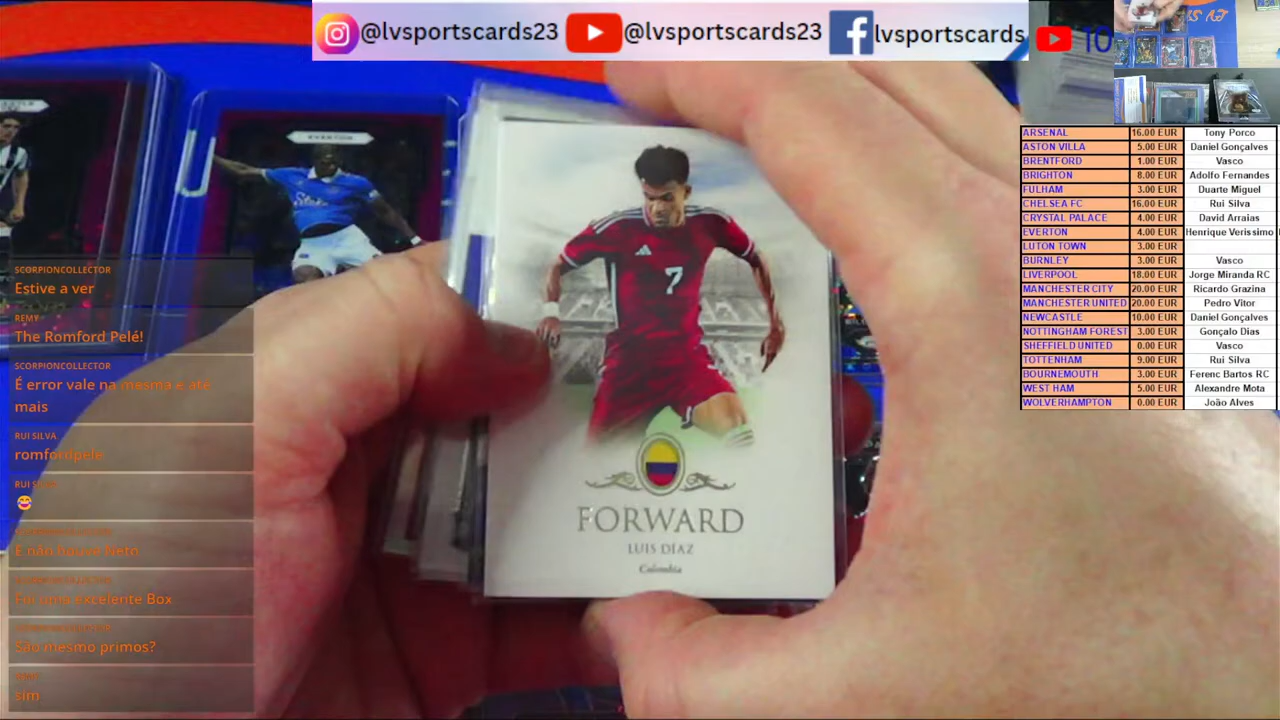 @lvsportscards23 @lvsportscards23 lvsportscards 10
EVERTON
7
FORWARD
LUIS DÍAZ
Colombia
SCORPIONCOLLECTOR
Estive a ver
REMY
The Romford Pelé!
SCORPIONCOLLECTOR
É error vale na mesma e até
mais
RUI SILVA
romfordpele
RUI SILVA
😂
E não houve Neto
Foi uma excelente Box
São mesmo primos?
sim
ARSENAL 16.00 EUR Tony Porco
ASTON VILLA 5.00 EUR Daniel Gonçalves
BRENTFORD 1.00 EUR Vasco
BRIGHTON 8.00 EUR Adolfo Fernandes
FULHAM 3.00 EUR Duarte Miguel
CHELSEA FC 16.00 EUR Rui Silva
CRYSTAL PALACE 4.00 EUR David Arraias
EVERTON 4.00 EUR Henrique Verissimo
LUTON TOWN 3.00 EUR
BURNLEY 3.00 EUR Vasco
LIVERPOOL 18.00 EUR Jorge Miranda RC
MANCHESTER CITY 20.00 EUR Ricardo Grazina
MANCHESTER UNITED 20.00 EUR Pedro Vitor
NEWCASTLE 10.00 EUR Daniel Gonçalves
NOTTINGHAM FOREST 3.00 EUR Gonçalo Dias
SHEFFIELD UNITED 0.00 EUR Vasco
TOTTENHAM 9.00 EUR Rui Silva
BOURNEMOUTH 3.00 EUR Ferenc Bartos RC
WEST HAM 5.00 EUR Alexandre Mota
WOLVERHAMPTON 0.00 EUR João Alves